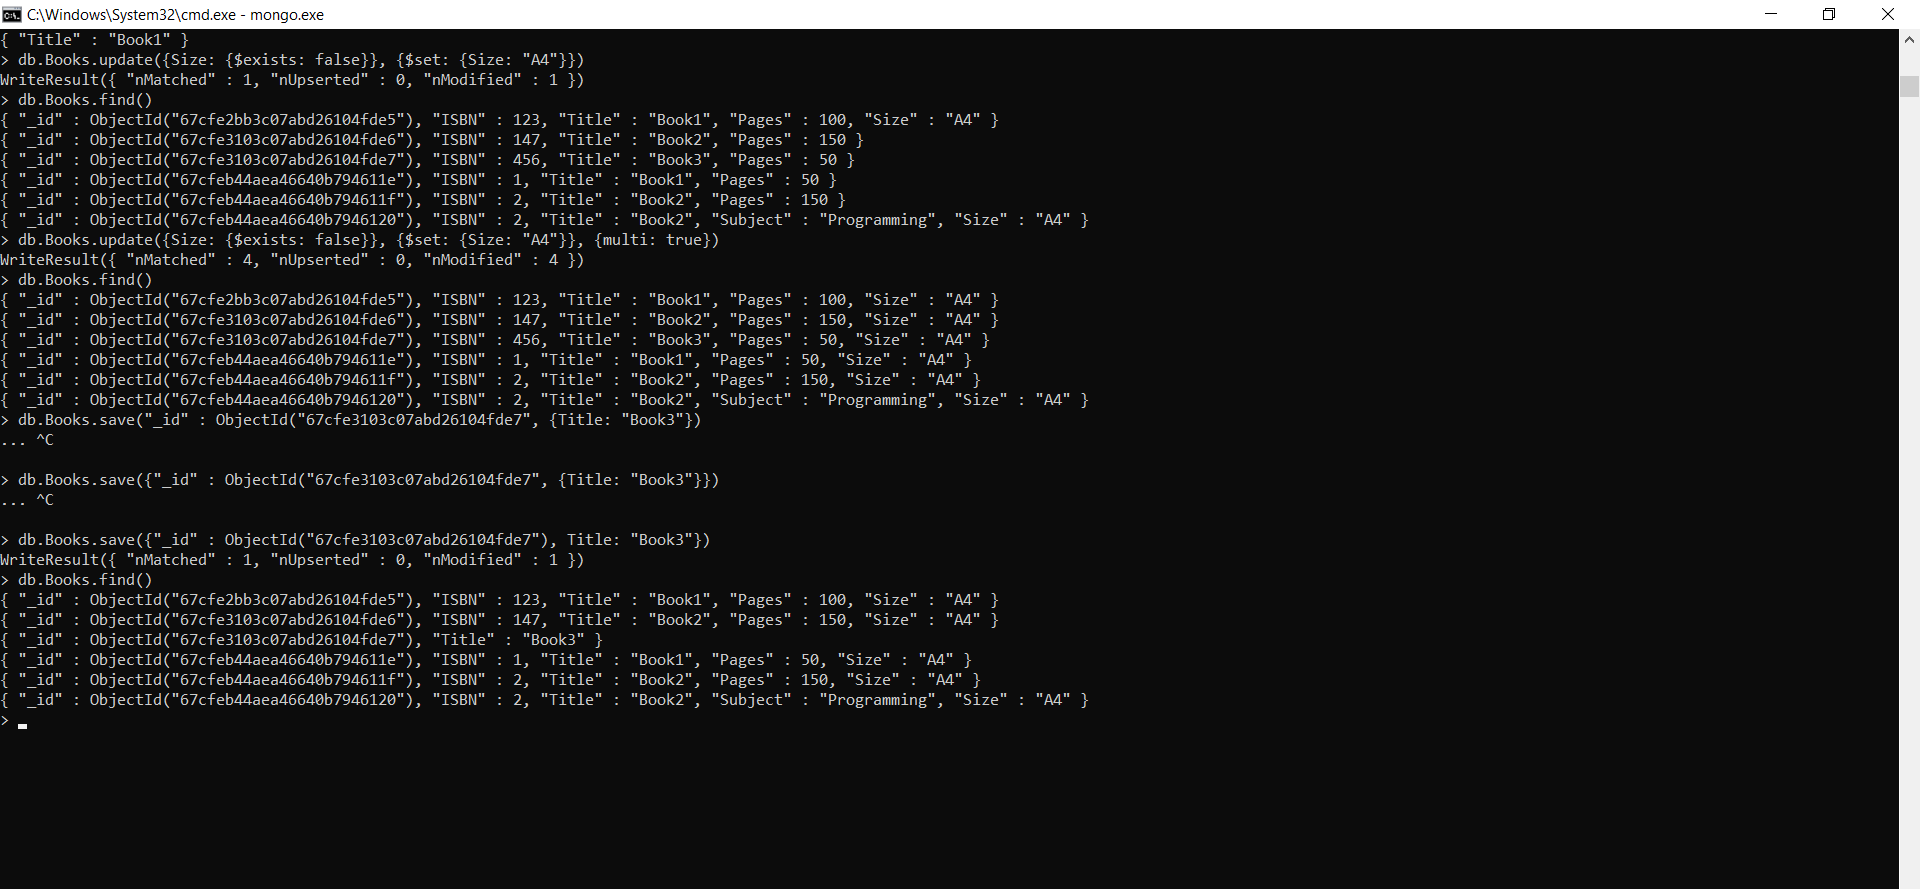 C:\Windows\System32\cmd.exe - mongo.exe
{ "Title" : "Book1" }
> db.Books.update({Size: {$exists: false}}, {$set: {Size: "A4"}})
WriteResult({ "nMatched" : 1, "nUpserted" : 0, "nModified" : 1 })
> db.Books.find()
{ "_id" : ObjectId("67cfe2bb3c07abd26104fde5"), "ISBN" : 123, "Title" : "Book1", "Pages" : 100, "Size" : "A4" }
{ "_id" : ObjectId("67cfe3103c07abd26104fde6"), "ISBN" : 147, "Title" : "Book2", "Pages" : 150 }
{ "_id" : ObjectId("67cfe3103c07abd26104fde7"), "ISBN" : 456, "Title" : "Book3", "Pages" : 50 }
{ "_id" : ObjectId("67cfeb44aea46640b794611e"), "ISBN" : 1, "Title" : "Book1", "Pages" : 50 }
{ "_id" : ObjectId("67cfeb44aea46640b794611f"), "ISBN" : 2, "Title" : "Book2", "Pages" : 150 }
{ "_id" : ObjectId("67cfeb44aea46640b7946120"), "ISBN" : 2, "Title" : "Book2", "Subject" : "Programming", "Size" : "A4" }
> db.Books.update({Size: {$exists: false}}, {$set: {Size: "A4"}}, {multi: true})
WriteResult({ "nMatched" : 4, "nUpserted" : 0, "nModified" : 4 })
> db.Books.find()
{ "_id" : ObjectId("67cfe2bb3c07abd26104fde5"), "ISBN" : 123, "Title" : "Book1", "Pages" : 100, "Size" : "A4" }
{ "_id" : ObjectId("67cfe3103c07abd26104fde6"), "ISBN" : 147, "Title" : "Book2", "Pages" : 150, "Size" : "A4" }
{ "_id" : ObjectId("67cfe3103c07abd26104fde7"), "ISBN" : 456, "Title" : "Book3", "Pages" : 50, "Size" : "A4" }
{ "_id" : ObjectId("67cfeb44aea46640b794611e"), "ISBN" : 1, "Title" : "Book1", "Pages" : 50, "Size" : "A4" }
{ "_id" : ObjectId("67cfeb44aea46640b794611f"), "ISBN" : 2, "Title" : "Book2", "Pages" : 150, "Size" : "A4" }
{ "_id" : ObjectId("67cfeb44aea46640b7946120"), "ISBN" : 2, "Title" : "Book2", "Subject" : "Programming", "Size" : "A4" }
> db.Books.save("_id" : ObjectId("67cfe3103c07abd26104fde7", {Title: "Book3"})
... ^C
> db.Books.save({"_id" : ObjectId("67cfe3103c07abd26104fde7", {Title: "Book3"}})
... ^C
> db.Books.save({"_id" : ObjectId("67cfe3103c07abd26104fde7"), Title: "Book3"})
WriteResult({ "nMatched" : 1, "nUpserted" : 0, "nModified" : 1 })
> db.Books.find()
{ "_id" : ObjectId("67cfe2bb3c07abd26104fde5"), "ISBN" : 123, "Title" : "Book1", "Pages" : 100, "Size" : "A4" }
{ "_id" : ObjectId("67cfe3103c07abd26104fde6"), "ISBN" : 147, "Title" : "Book2", "Pages" : 150, "Size" : "A4" }
{ "_id" : ObjectId("67cfe3103c07abd26104fde7"), "Title" : "Book3" }
{ "_id" : ObjectId("67cfeb44aea46640b794611e"), "ISBN" : 1, "Title" : "Book1", "Pages" : 50, "Size" : "A4" }
{ "_id" : ObjectId("67cfeb44aea46640b794611f"), "ISBN" : 2, "Title" : "Book2", "Pages" : 150, "Size" : "A4" }
{ "_id" : ObjectId("67cfeb44aea46640b7946120"), "ISBN" : 2, "Title" : "Book2", "Subject" : "Programming", "Size" : "A4" }
>